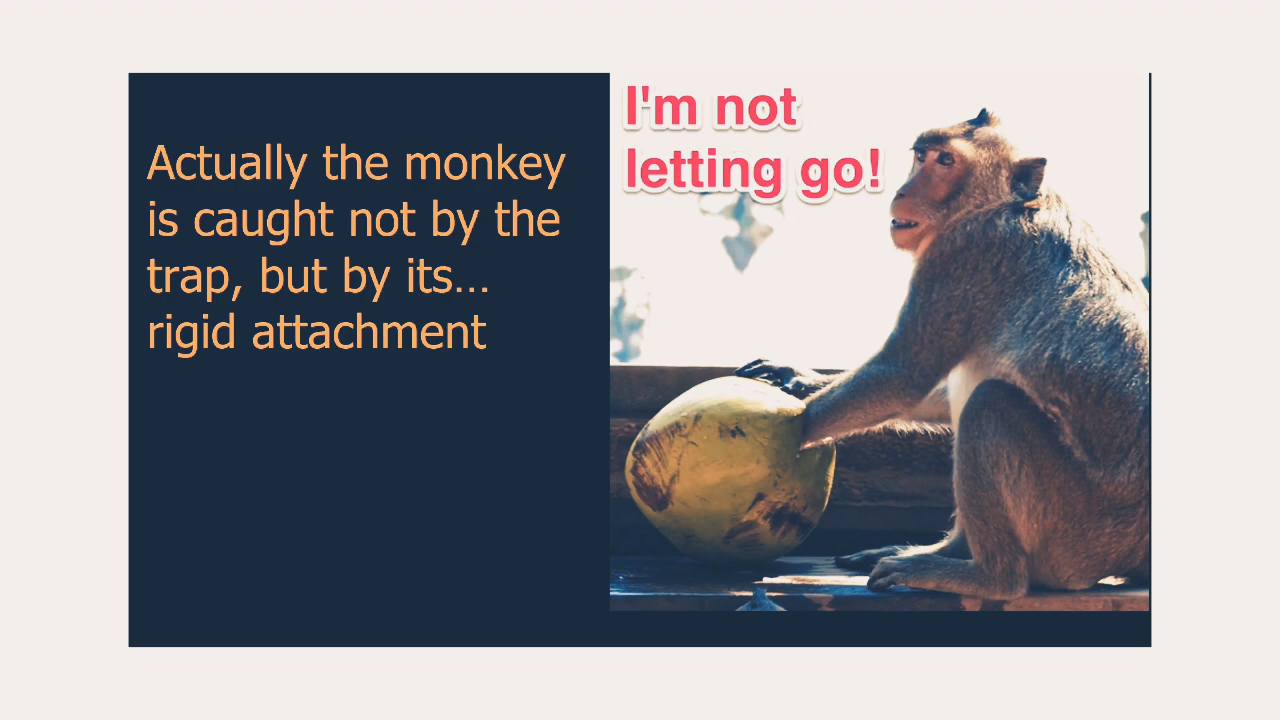 Actually the monkey
is caught not by the
trap, but by its...
rigid attachment
I'm not
letting go!